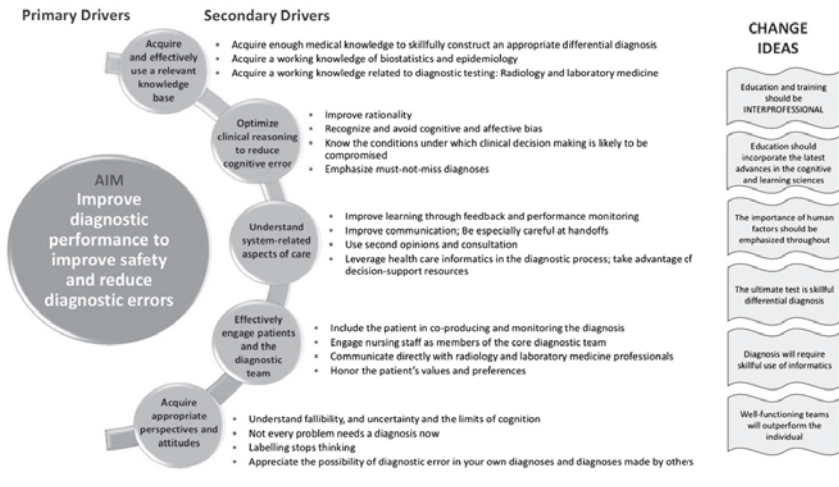 Primary Drivers
Secondary Drivers
Acquire
and effectively
use a relevant
knowledge
base
• Acquire enough medical knowledge to skillfully construct an appropriate differential diagnosis
• Acquire a working knowledge of biostatistics and epidemiology
• Acquire a working knowledge related to diagnostic testing: Radiology and laboratory medicine
Optimize
clinical reasoning
to reduce
cognitive error
• Improve rationality
• Recognize and avoid cognitive and affective bias
• Know the conditions under which clinical decision making is likely to be
compromised
• Emphasize must-not-miss diagnoses
AIM
Improve
diagnostic
performance to
improve safety
and reduce
diagnostic errors
Understand
system-related
aspects of care
• Improve learning through feedback and performance monitoring
• Improve communication; Be especially careful at handoffs
• Use second opinions and consultation
• Leverage health care informatics in the diagnostic process; take advantage of
decision-support resources
Effectively
engage patients
and the
diagnostic
team
• Include the patient in co-producing and monitoring the diagnosis
• Engage nursing staff as members of the core diagnostic team
• Communicate directly with radiology and laboratory medicine professionals
• Honor the patient's values and preferences
Acquire
appropriate
perspectives and
attitudes
• Understand fallibility, and uncertainty and the limits of cognition
• Not every problem needs a diagnosis now
• Labelling stops thinking
• Appreciate the possibility of diagnostic error in your own diagnoses and diagnoses made by others
CHANGE
IDEAS
Education and training
should be
INTERPROFESSIONAL
Education should
incorporate the latest
advances in the cognitive
and learning sciences
The importance of human
factors should be
emphasized throughout
The ultimate test is skillful
differential diagnosis
Diagnosis will require
skillful use of informatics
Well-functioning teams
will outperform the
individual